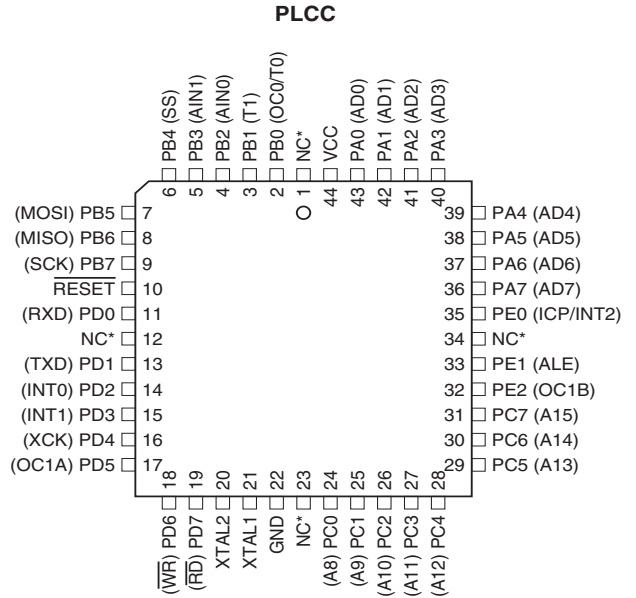 PLCC
PB4 (SS)
PB3 (AIN1)
PB2 (AIN0)
PB1 (T1)
PB0 (OC0/T0)
NC*
VCC
PA0 (AD0)
PA1 (AD1)
PA2 (AD2)
PA3 (AD3)
6
5
4
3
2
1
44
43
42
41
40
(MOSI) PB5 7
(MISO) PB6 8
(SCK) PB7 9
RESET 10
(RXD) PD0 11
NC* 12
(TXD) PD1 13
(INT0) PD2 14
(INT1) PD3 15
(XCK) PD4 16
(OC1A) PD5 17
39 PA4 (AD4)
38 PA5 (AD5)
37 PA6 (AD6)
36 PA7 (AD7)
35 PE0 (ICP/INT2)
34 NC*
33 PE1 (ALE)
32 PE2 (OC1B)
31 PC7 (A15)
30 PC6 (A14)
29 PC5 (A13)
18
19
20
21
22
23
24
25
26
27
28
(WR) PD6
(RD) PD7
XTAL2
XTAL1
GND
NC*
(A8) PC0
(A9) PC1
(A10) PC2
(A11) PC3
(A12) PC4